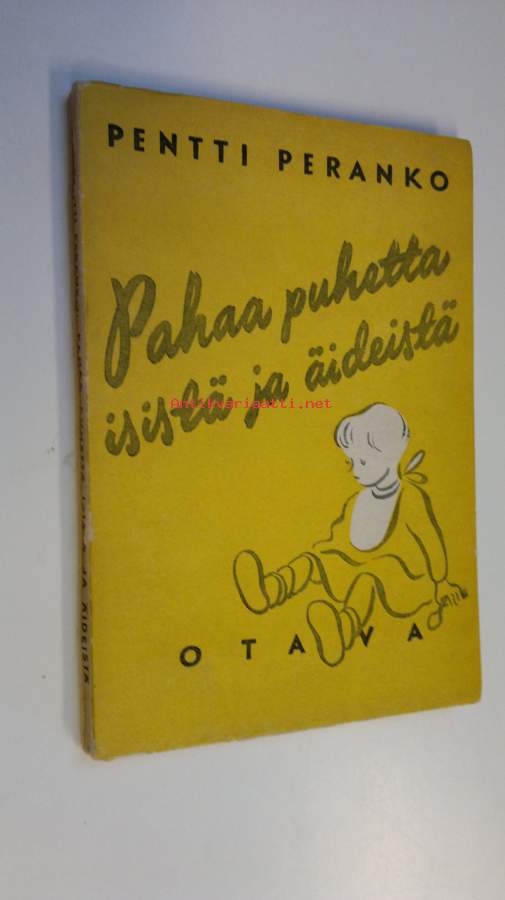 PENTTI PERANKO
Pahaa puhetta
isistä ja äideistä
Antikvariaatti.net
OTAVA